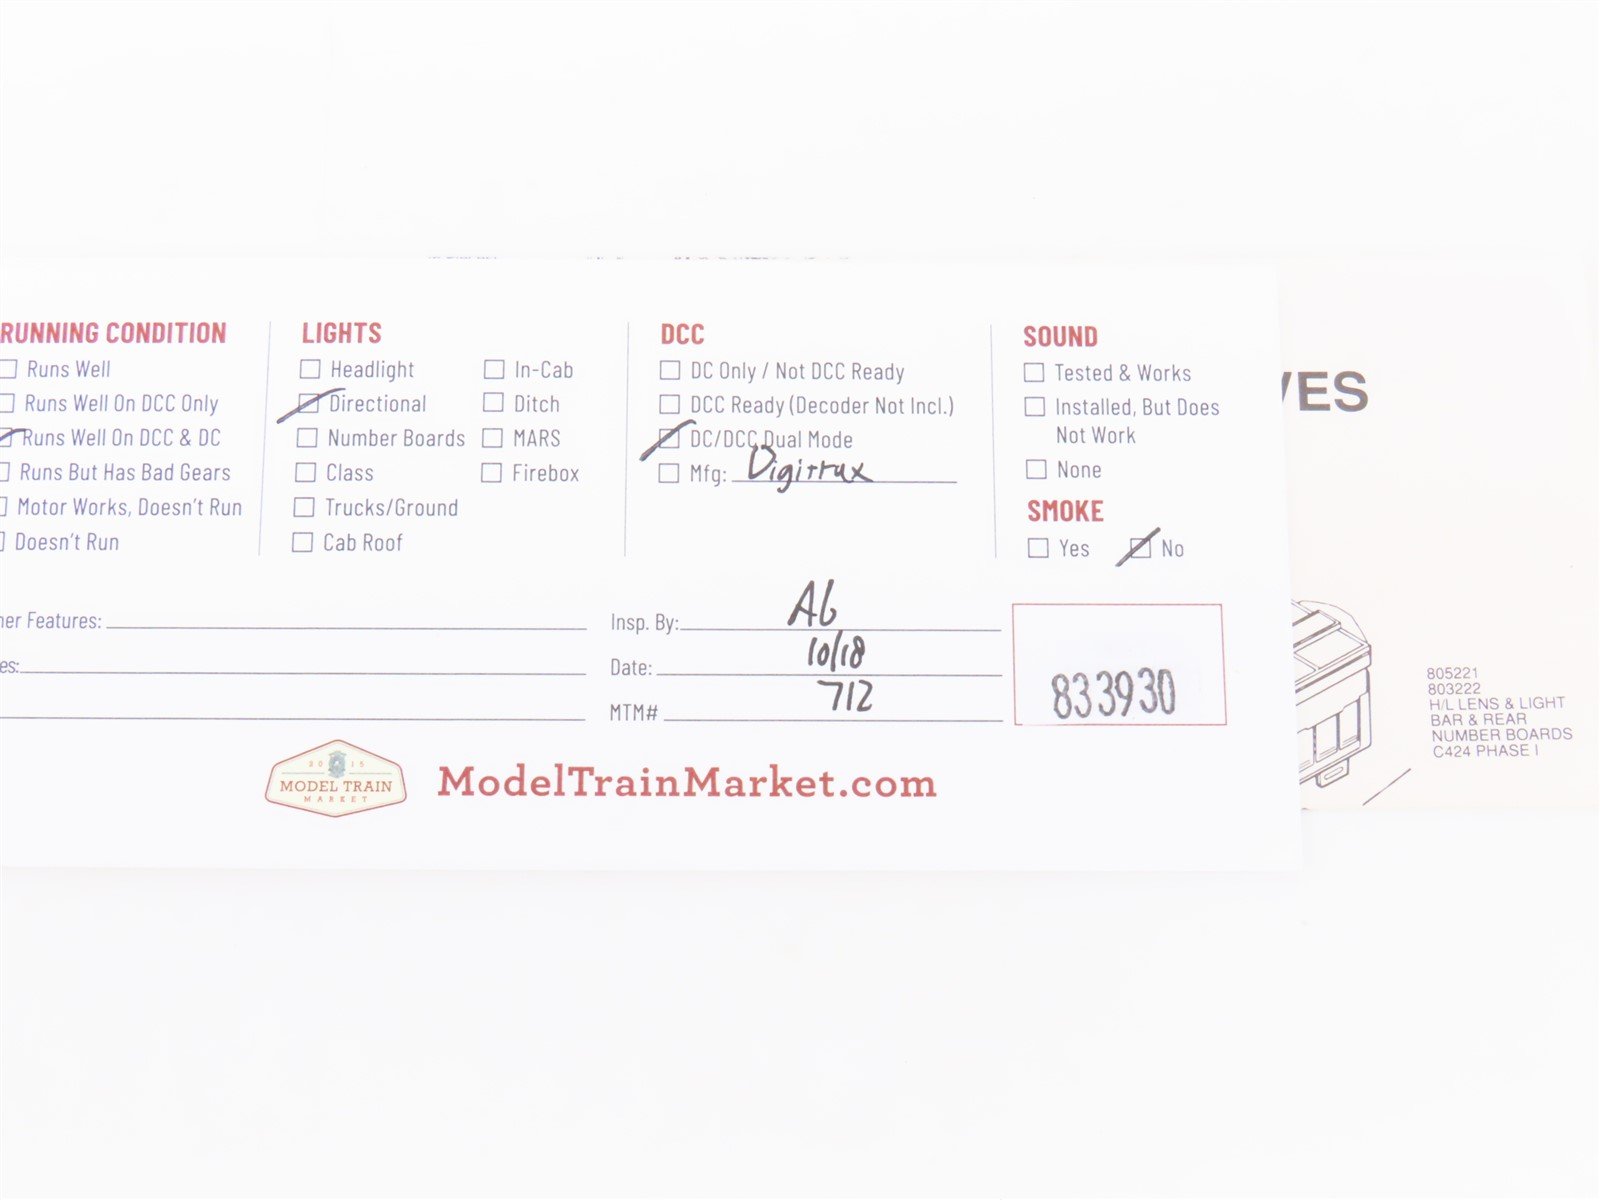 RUNNING CONDITION
Runs Well
Runs Well On DCC Only
Runs Well On DCC & DC
Runs But Has Bad Gears
Motor Works, Doesn't Run
Doesn't Run
LIGHTS
Headlight
Directional
Number Boards
Class
Trucks/Ground
Cab Roof
In-Cab
Ditch
MARS
Firebox
DCC
DC Only / Not DCC Ready
DCC Ready (Decoder Not Incl.)
DC/DCC Dual Mode
Mfg: Digitrax
SOUND
Tested & Works
Installed, But Does
Not Work
None
SMOKE
Yes No
her Features:
es:
Insp. By: AG
Date: 10/18
MTM# 712
833930
2015
MODEL TRAIN
MARKET
ModelTrainMarket.com
VES
805221
803222
H/L LENS & LIGHT
BAR & REAR
NUMBER BOARDS
C424 PHASE I